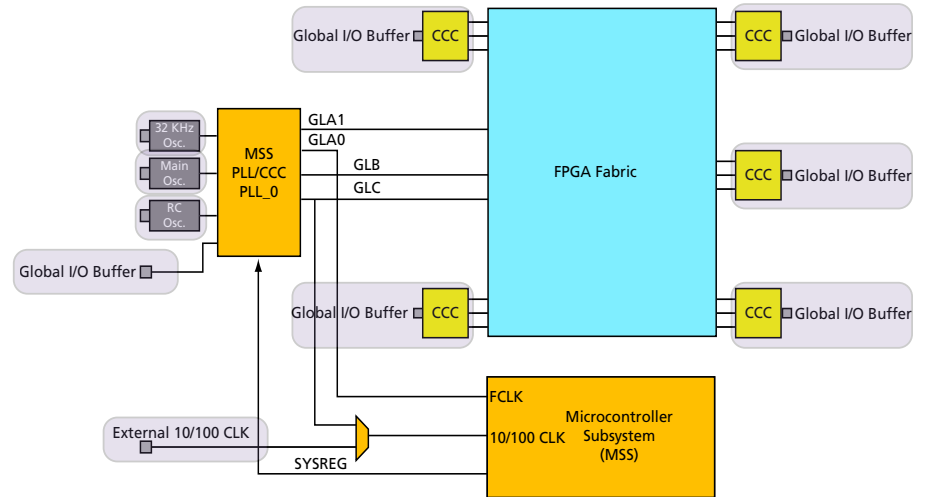 Global I/O Buffer
CCC
CCC
Global I/O Buffer
32 KHz
Osc.
Main
Osc.
RC
Osc.
MSS
PLL/CCC
PLL_0
GLA1
GLA0
GLB
GLC
FPGA Fabric
CCC
Global I/O Buffer
Global I/O Buffer
Global I/O Buffer
CCC
CCC
Global I/O Buffer
External 10/100 CLK
SYSREG
FCLK
10/100 CLK
Microcontroller
Subsystem
(MSS)